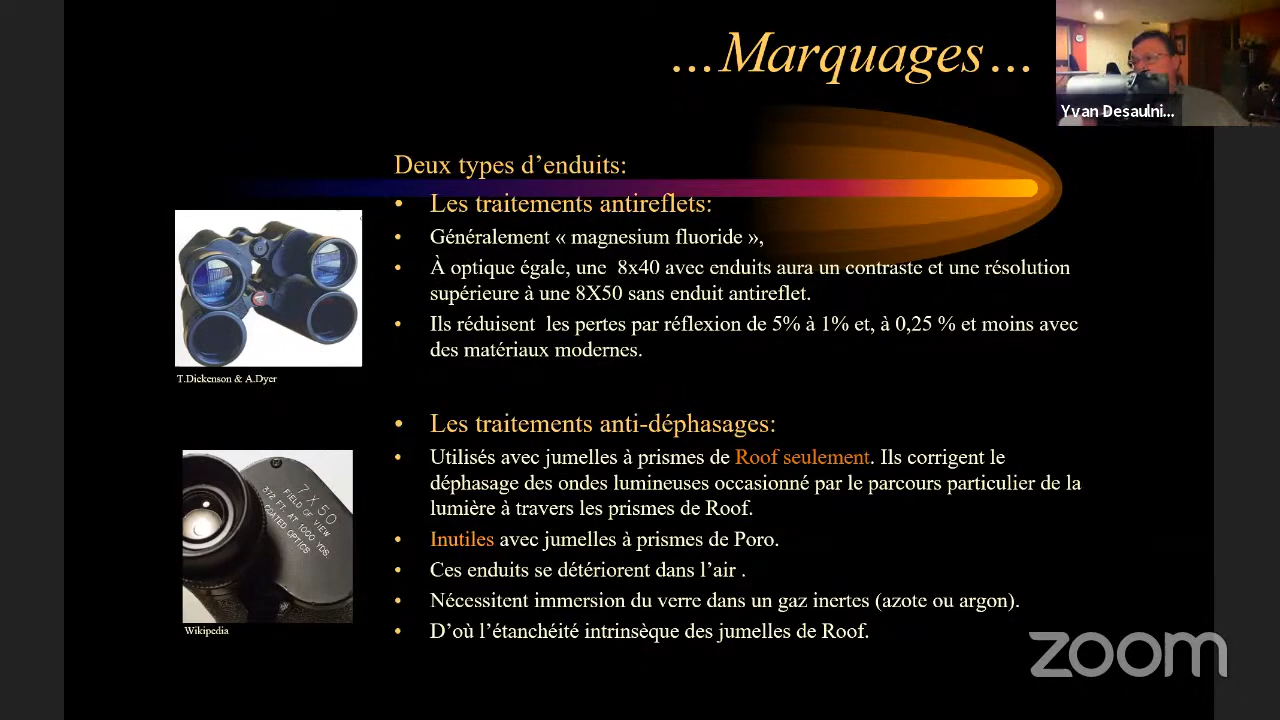 ...Marquages...
Yvan Desaulni...
Deux types d’enduits:
• Les traitements antireflets:
• Généralement « magnesium fluoride »,
• À optique égale, une 8x40 avec enduits aura un contraste et une résolution
supérieure à une 8X50 sans enduit antireflet.
• Ils réduisent les pertes par réflexion de 5% à 1% et, à 0,25 % et moins avec
des matériaux modernes.
T.Dickenson & A.Dyer
• Les traitements anti-déphasages:
• Utilisés avec jumelles à prismes de Roof seulement. Ils corrigent le
déphasage des ondes lumineuses occasionné par le parcours particulier de la
lumière à travers les prismes de Roof.
• Inutiles avec jumelles à prismes de Poro.
• Ces enduits se détériorent dans l’air .
• Nécessitent immersion du verre dans un gaz inertes (azote ou argon).
• D’où l’étanchéité intrinsèque des jumelles de Roof.
7 X 50
FIELD OF VIEW
372 FT. AT 1000 YDS.
COATED OPTICS
Wikipedia
zoom